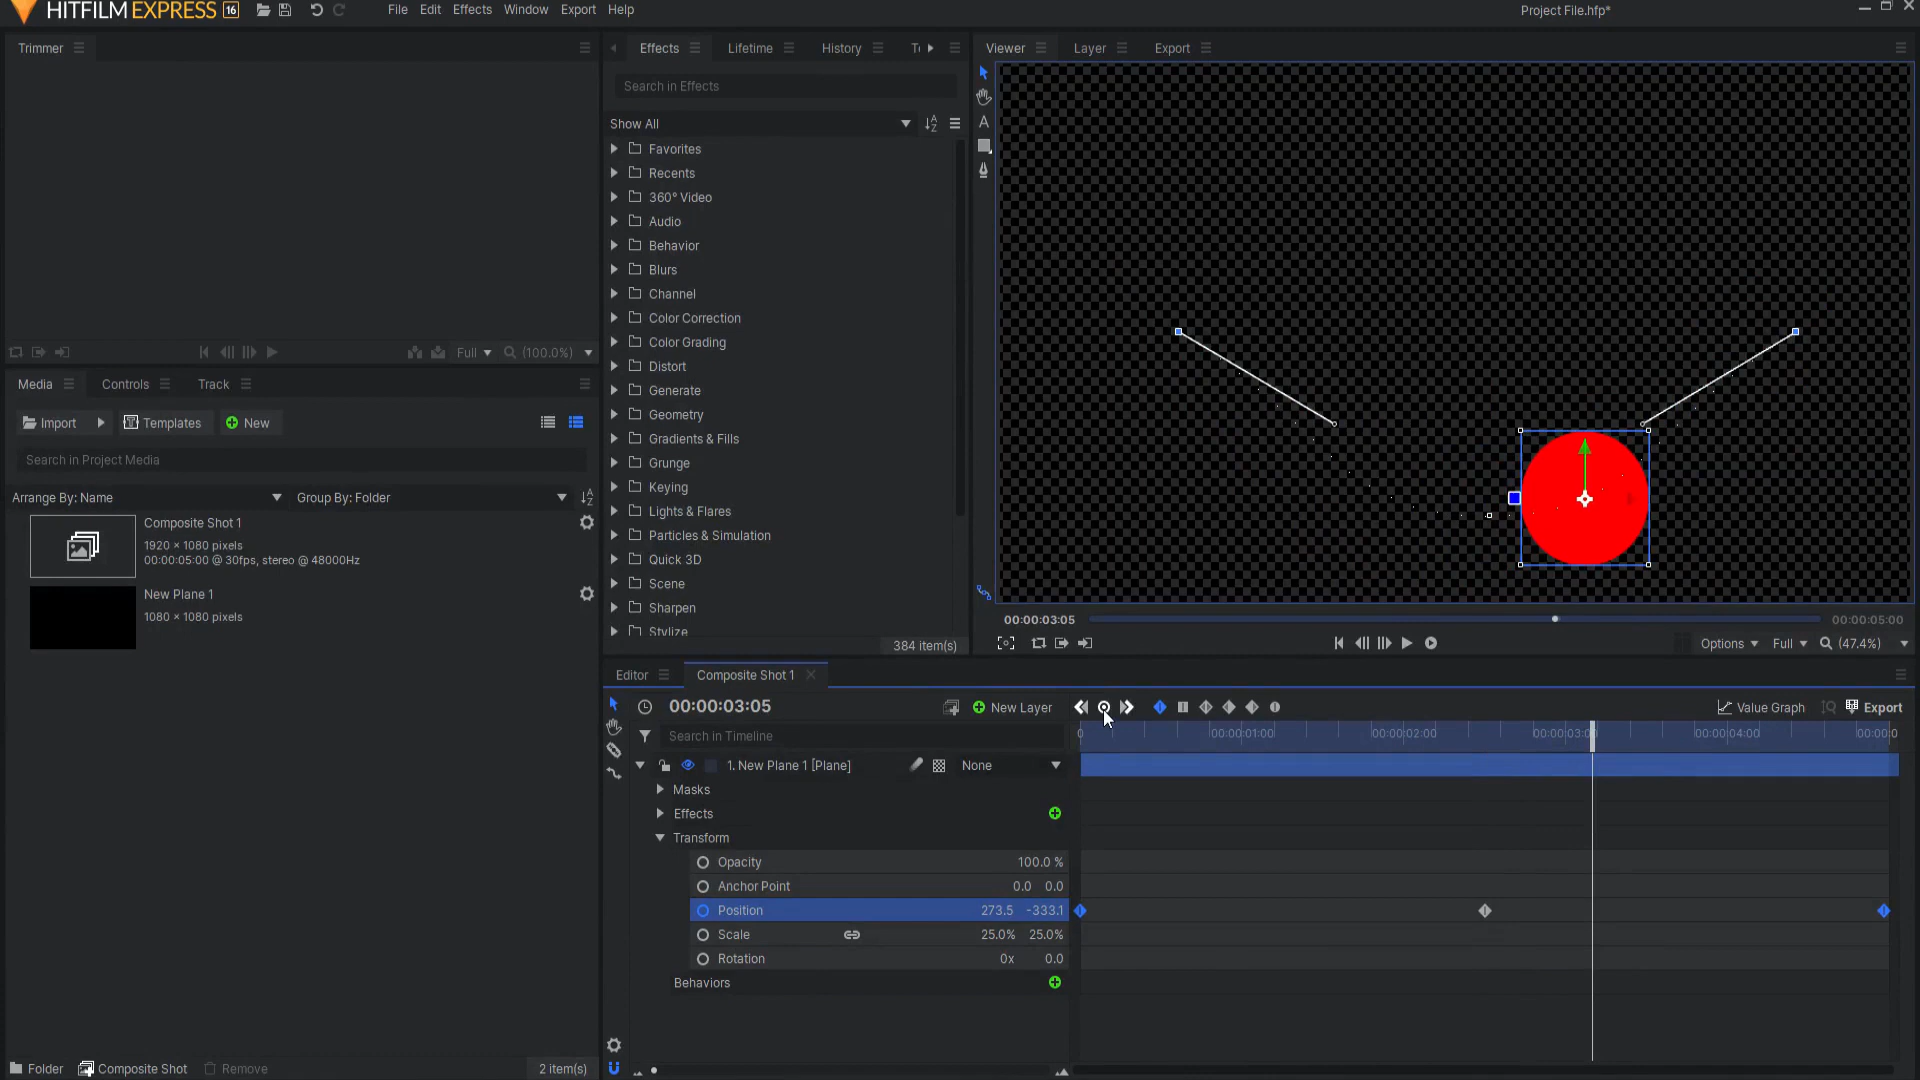 HITFILM EXPRESS 16
File Edit Effects Window Export Help
Project File.hfp*
Trimmer
Full (100.0%)
Media Controls Track
Import Templates New
Search in Project Media
Arrange By: Name Group By: Folder
Composite Shot 1
1920 × 1080 pixels
00:00:05:00 @ 30fps, stereo @ 48000Hz
New Plane 1
1080 × 1080 pixels
Folder Composite Shot Remove 2 item(s)
Effects Lifetime History
Search in Effects
Show All
Favorites
Recents
360° Video
Audio
Behavior
Blurs
Channel
Color Correction
Color Grading
Distort
Generate
Geometry
Gradients & Fills
Grunge
Keying
Lights & Flares
Particles & Simulation
Quick 3D
Scene
Sharpen
Stylize
384 item(s)
Viewer Layer Export
A
00:00:03:05 00:00:05:00
Options Full (47.4%)
Editor Composite Shot 1
00:00:03:05 New Layer Value Graph Export
Search in Timeline 0 00:00:01:00 00:00:02:00 00:00:04:00
1. New Plane 1 [Plane] None
Masks
Effects
Transform
Opacity 100.0 %
Anchor Point 0.0 0.0
Position 273.5 -333.1
Scale 25.0% 25.0%
Rotation 0x 0.0
Behaviors